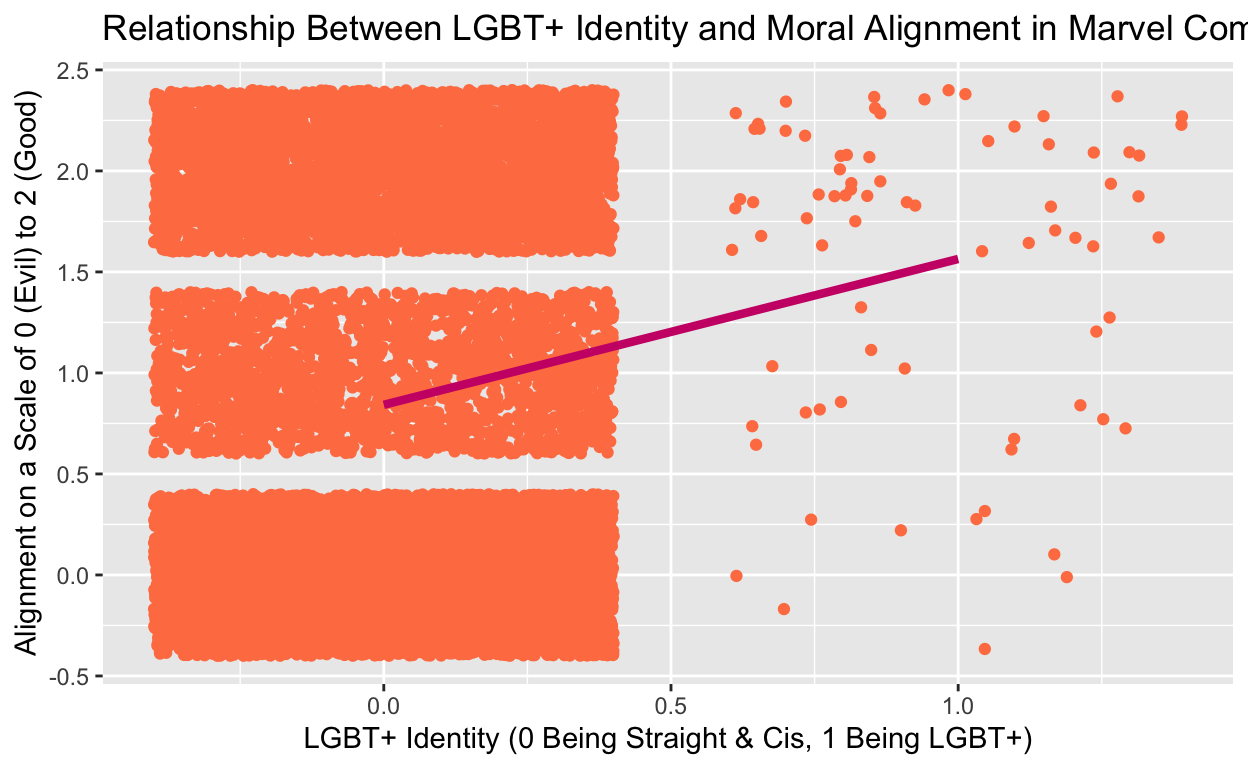 Relationship Between LGBT+ Identity and Moral Alignment in Marvel Com
Alignment on a Scale of 0 (Evil) to 2 (Good)
2.5
2.0
1.5
1.0
0.5
0.0
-0.5
0.0 0.5 1.0
LGBT+ Identity (0 Being Straight & Cis, 1 Being LGBT+)